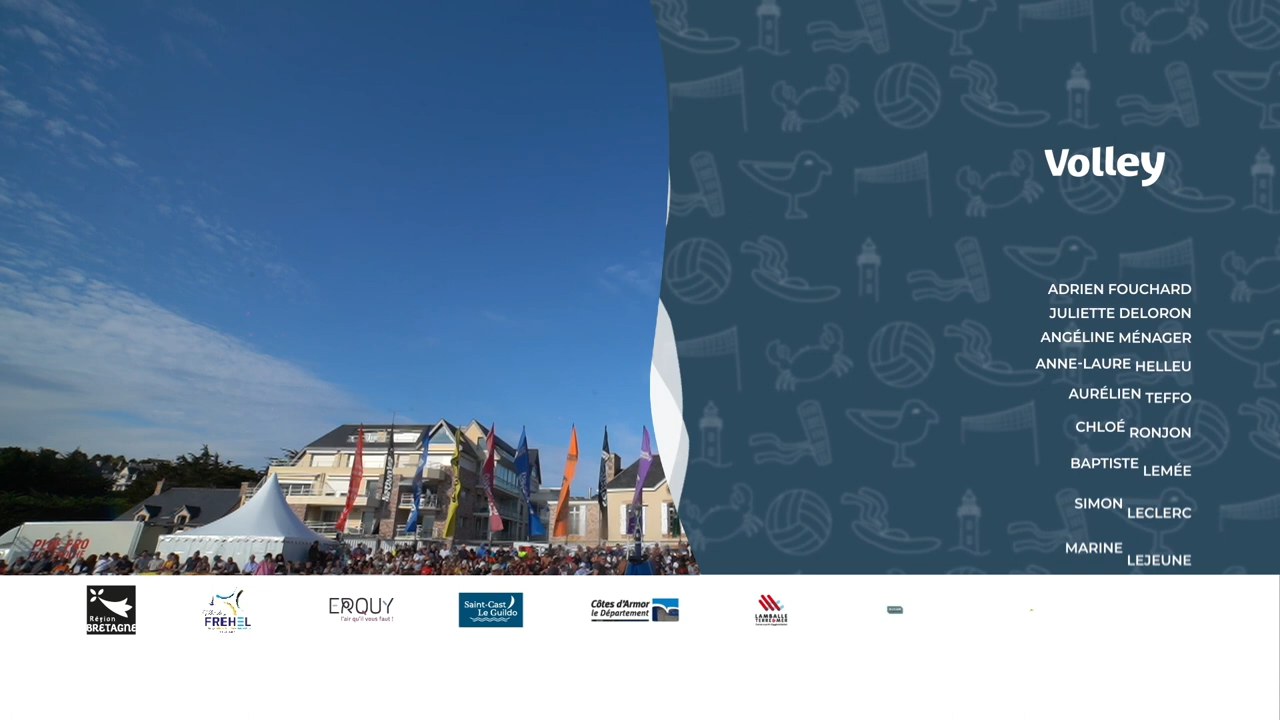 Volley
ADRIEN FOUCHARD
JULIETTE DELORON
ANGÉLINE MÉNAGER
ANNE-LAURE HELLEU
AURÉLIEN TEFFO
CHLOÉ RONJON
BAPTISTE LEMÉE
SIMON LECLERC
MARINE LEJEUNE
Région
BRETAGNE
FRÉHEL
ERQUY
l'air qu'il vous faut !
Saint-Cast
Le Guildo
Côtes d'Armor
le Département
LAMBALLE
TERRE & MER